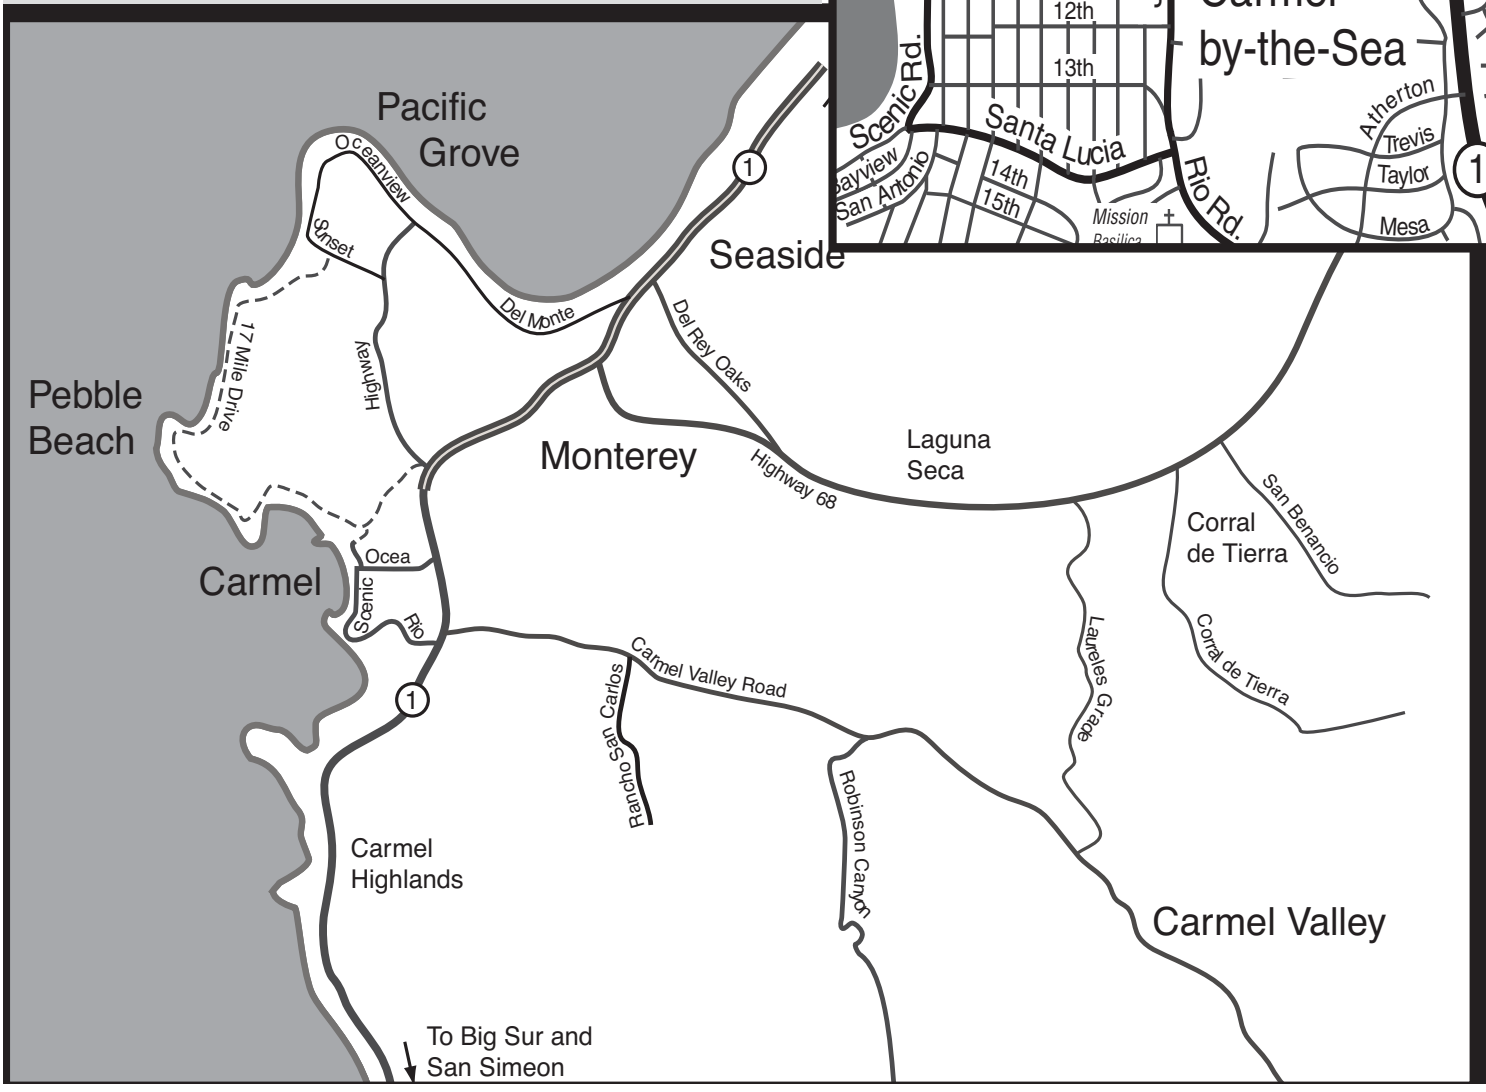 12th
by-the-Sea
13th
Scenic Rd.
Santa Lucia
Atherton
Trevis
Taylor
Mesa
1
San Antonio
14th
15th
Mission
Rio Rd.
Pacific
Grove
Oceanview
Sunset
1
Seaside
Del Monte
Del Rey Oaks
17 Mile Drive
Highway
Pebble
Beach
Monterey
Highway 68
Laguna
Seca
San Benancio
Corral
de Tierra
Corral de Tierra
Laureles Grade
Ocea
Carmel
Scenic
Rio
1
Carmel Valley Road
Rancho San Carlos
Robinson Canyon
Carmel
Highlands
Carmel Valley
To Big Sur and
San Simeon